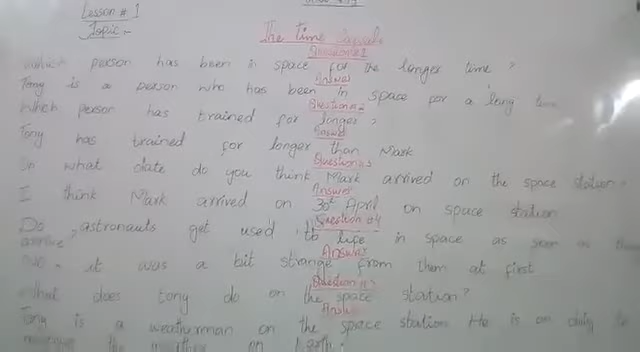 Lesson # 1
Topic :-
The time Capsule
Question # 1
which person has been in space for the longer time ?
Answer
Tony is a person who has been in space for a long time
Question # 2
Which person has trained for longer ?
Answer
Tony has trained for longer than Mark
Question # 3
On what date do you think Mark arrived on the space station ?
Answer
I think Mark arrived on 30th April on space station
Question # 4
Do astronauts get used to life in space as soon as they
arrive ?
Answer
No. it was a bit strange from them at first
Question # 5
What does tony do on the space station ?
Answer
Tony is a weatherman on the space station He is on duty to
the weather on Earth.